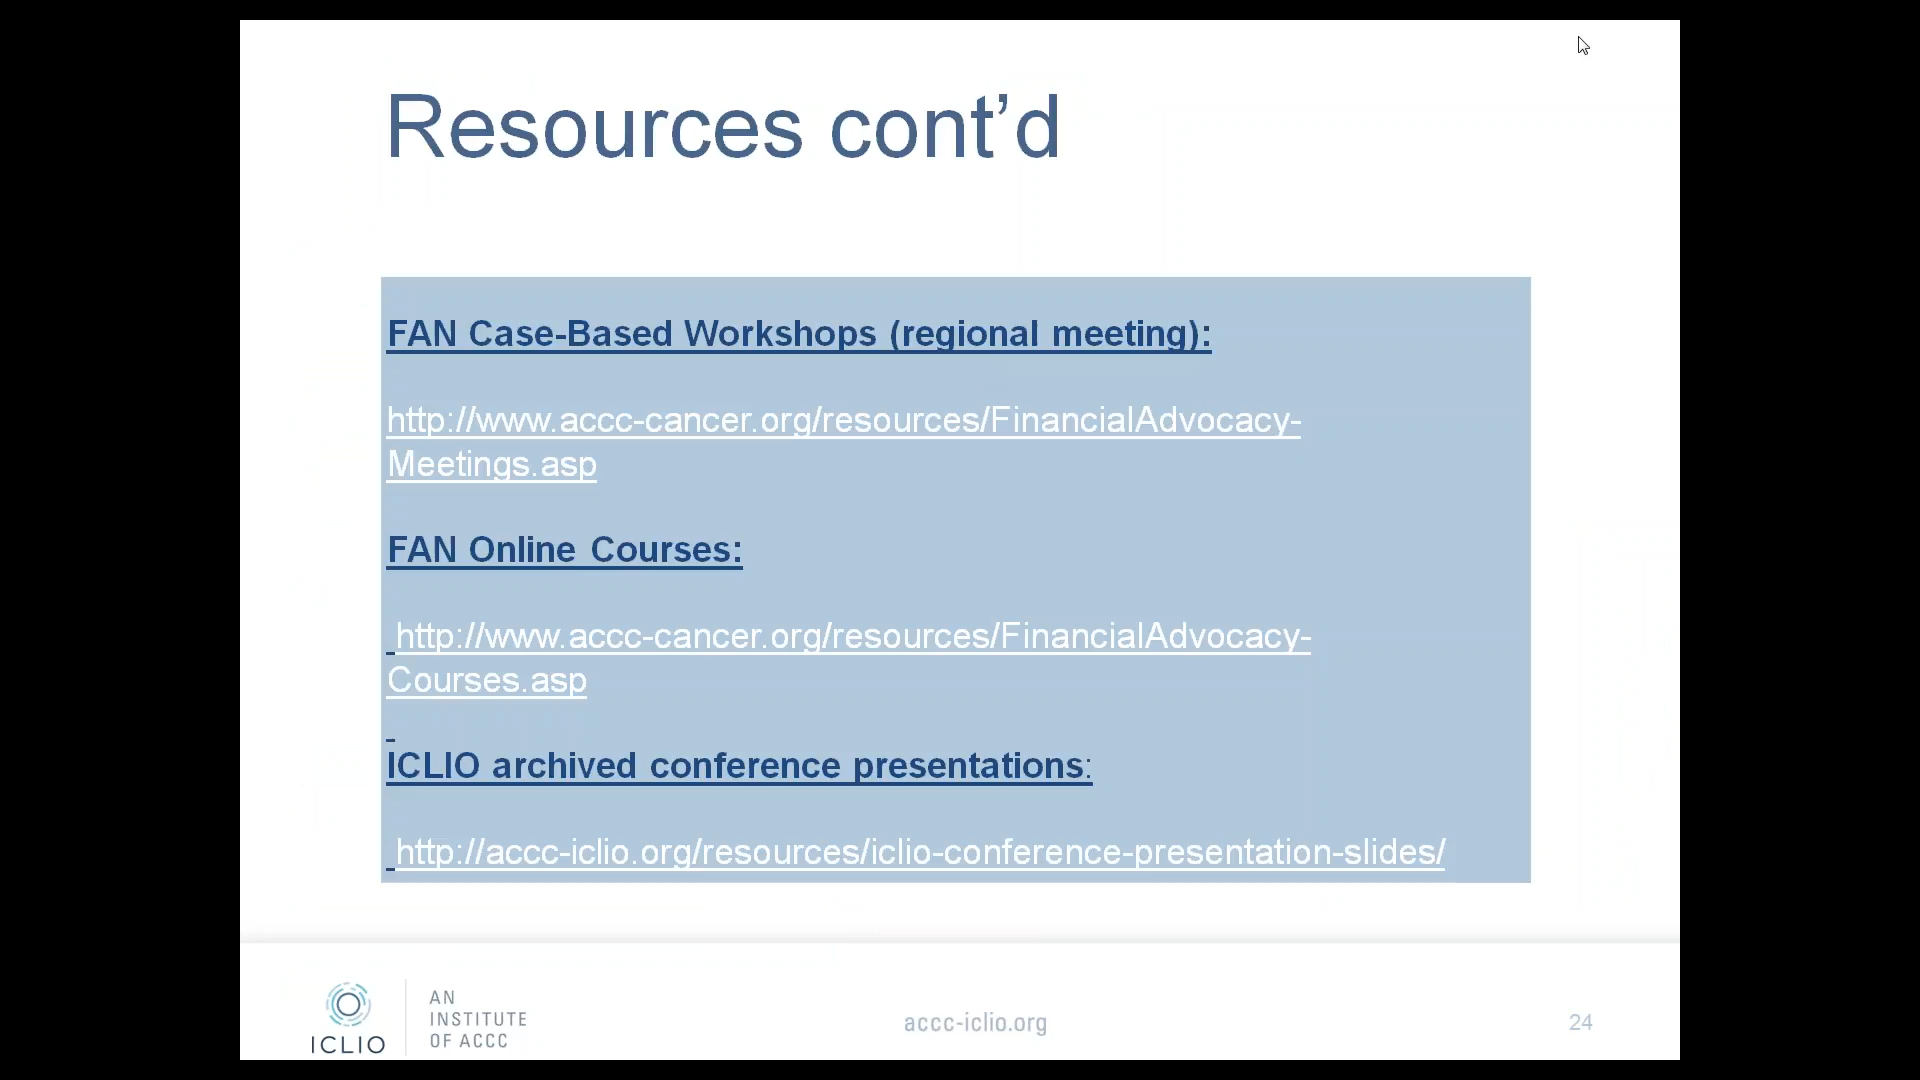 Resources cont’d
FAN Case-Based Workshops (regional meeting):
http://www.accc-cancer.org/resources/FinancialAdvocacy-
Meetings.asp
FAN Online Courses:
http://www.accc-cancer.org/resources/FinancialAdvocacy-
Courses.asp
ICLIO archived conference presentations:
http://accc-iclio.org/resources/iclio-conference-presentation-slides/
ICLIO
AN
INSTITUTE
OF ACCC
accc-iclio.org
24